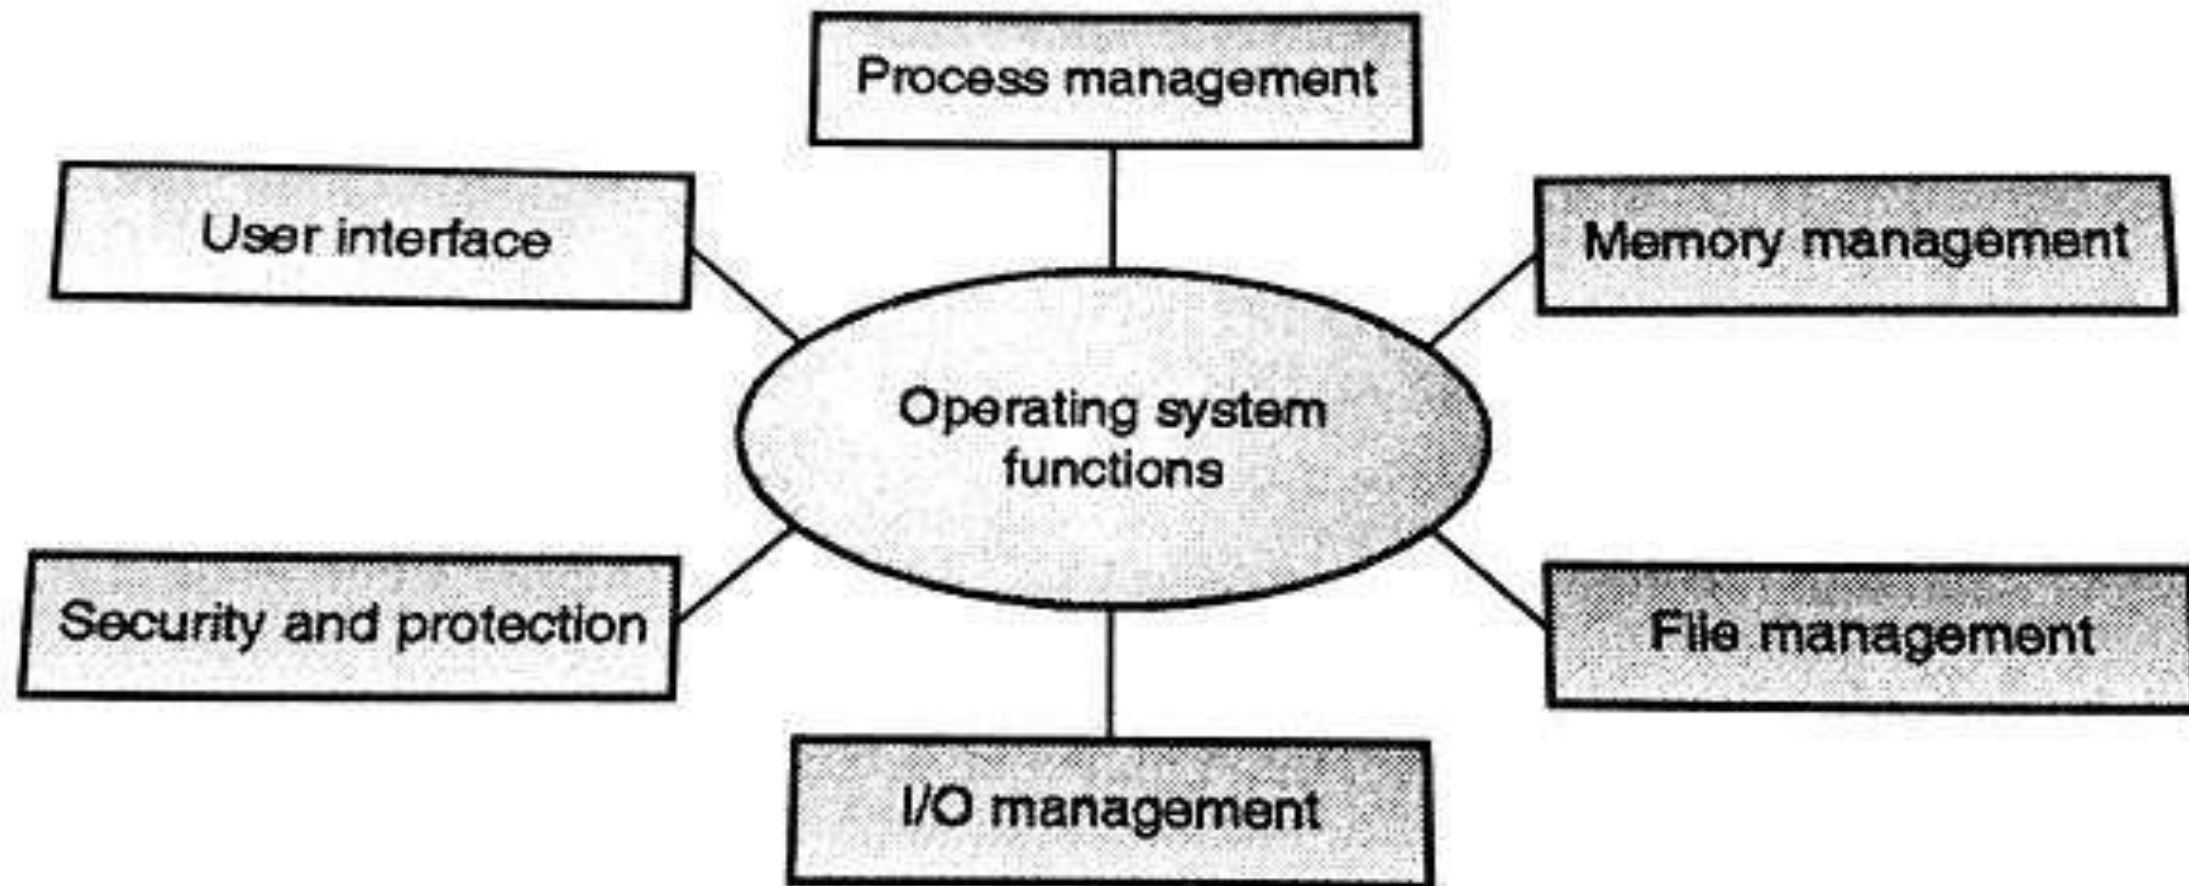 Process management
User interface
Memory management
Operating system
functions
Security and protection
File management
I/O management